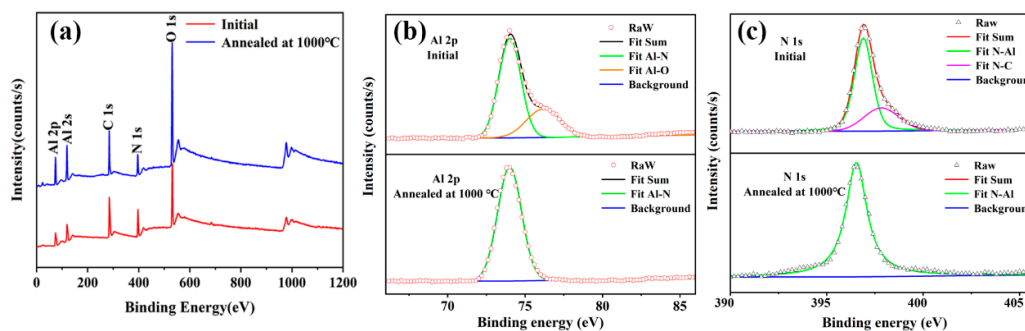 (a)
Initial
Annealed at 1000℃
Al 2p
Al 2s
C 1s
N 1s
O 1s
Intensity(counts/s)
0 200 400 600 800 1000 1200
Binding Energy(eV)
(b)
Al 2p
Initial
RaW
Fit Sum
Fit Al-N
Fit Al-O
Background
Al 2p
Annealed at 1000 ℃
RaW
Fit Sum
Fit Al-N
Background
Intensity (counts/s)
70 75 80 85
Binding energy (eV)
(c)
N 1s
Initial
Raw
Fit Sum
Fit N-Al
Fit N-C
Background
N 1s
Annealed at 1000℃
Raw
Fit Sum
Fit N-Al
Background
Intensity (counts/s)
390 395 400 405
Binding energy (eV)